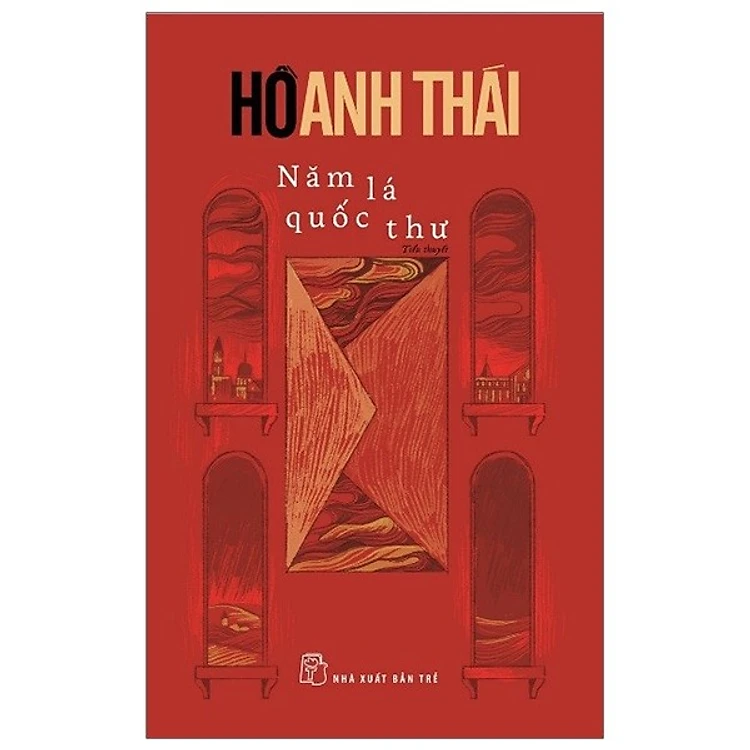 HỒ ANH THÁI
Năm lá
quốc thư
Tiểu thuyết
NHÀ XUẤT BẢN TRẺ